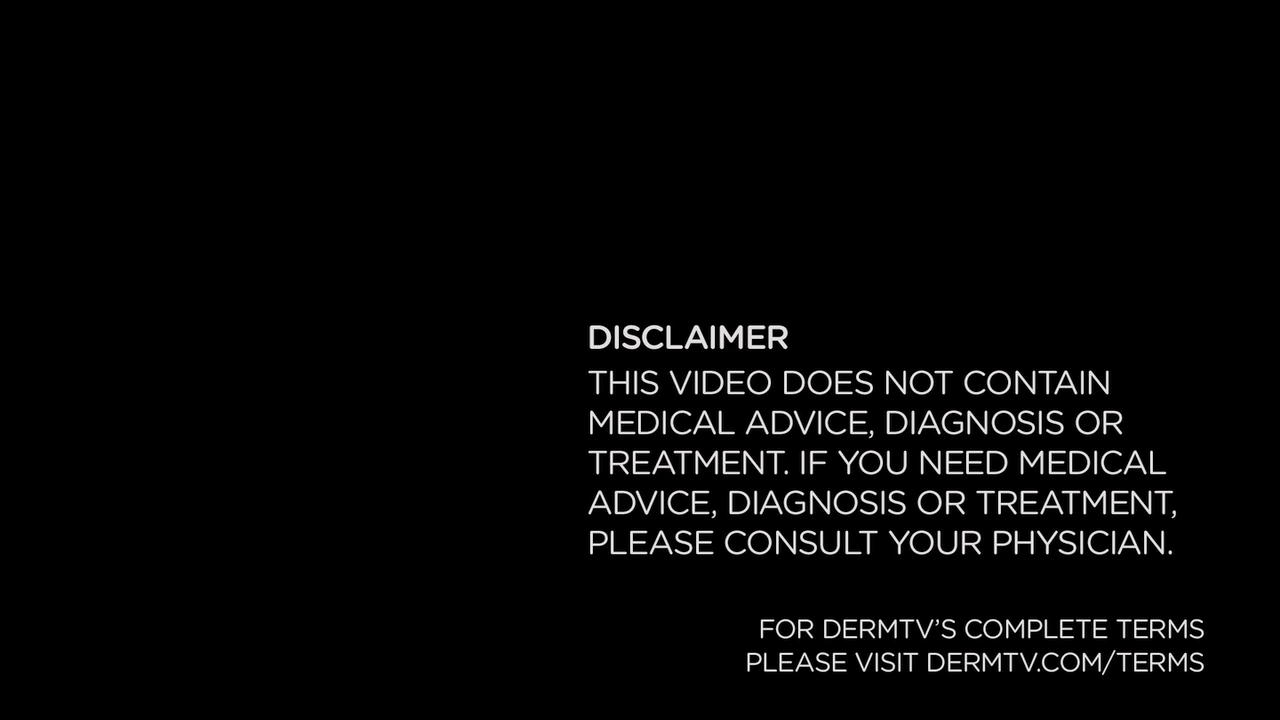 DISCLAIMER
THIS VIDEO DOES NOT CONTAIN
MEDICAL ADVICE, DIAGNOSIS OR
TREATMENT. IF YOU NEED MEDICAL
ADVICE, DIAGNOSIS OR TREATMENT,
PLEASE CONSULT YOUR PHYSICIAN.
FOR DERMTV’S COMPLETE TERMS
PLEASE VISIT DERMTV.COM/TERMS